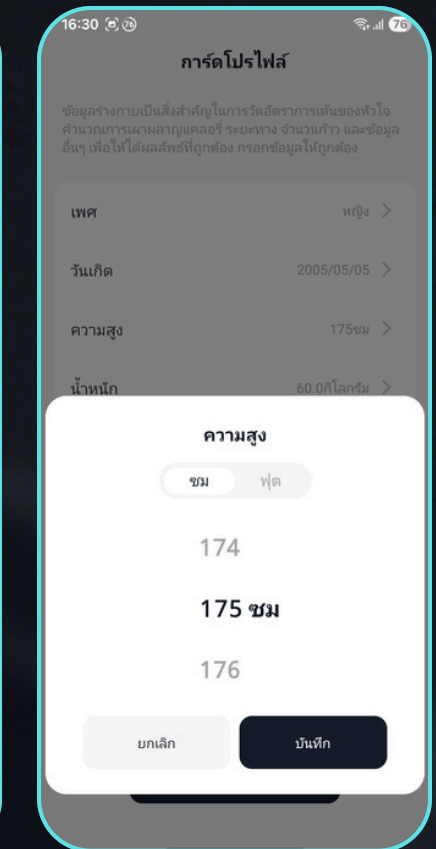 16:30 76
76
การ์ดโปรไฟล์
ข้อมูลร่างกายเป็นสิ่งสำคัญในการวัดอัตราการเต้นของหัวใจ
คำนวณการเผาผลาญแคลอรี่ ระยะทาง จำนวนก้าว และข้อมูล
อื่นๆ เพื่อให้ได้ผลลัพธ์ที่ถูกต้อง กรอกข้อมูลให้ถูกต้อง
เพศ หญิง
วันเกิด 2005/05/05
ความสูง 175ซม
น้ำหนัก 60.0กิโลกรัม
ความสูง
ซม ฟุต
174
175 ซม
176
ยกเลิก บันทึก